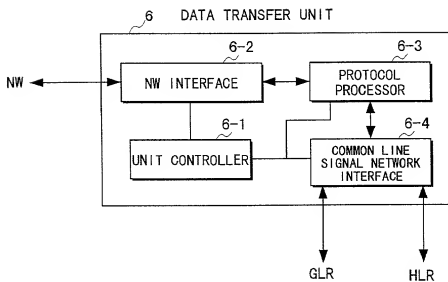 6 DATA TRANSFER UNIT
6-2
6-3
NW
NW INTERFACE
PROTOCOL
PROCESSOR
6-1
6-4
UNIT CONTROLLER
COMMON LINE
SIGNAL NETWORK
INTERFACE
GLR
HLR